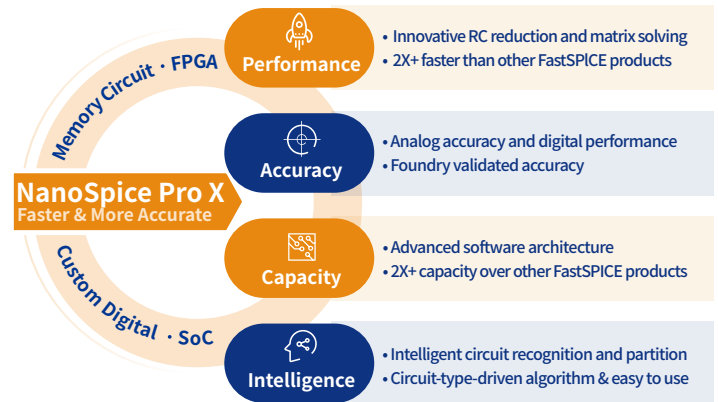 Memory Circuit · FPGA
NanoSpice Pro X
Faster & More Accurate
Custom Digital · SoC
Performance
• Innovative RC reduction and matrix solving
• 2X+ faster than other FastSPICE products
Accuracy
• Analog accuracy and digital performance
• Foundry validated accuracy
Capacity
• Advanced software architecture
• 2X+ capacity over other FastSPICE products
Intelligence
• Intelligent circuit recognition and partition
• Circuit-type-driven algorithm & easy to use